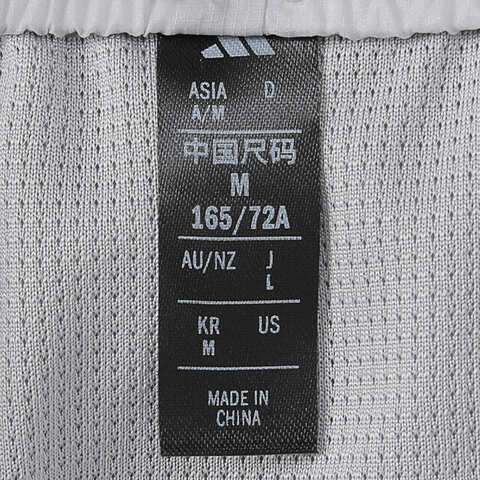 ASIA D
A/M
中国尺码
M
165/72A
AU/NZ J
L
KR US
M
MADE IN
CHINA